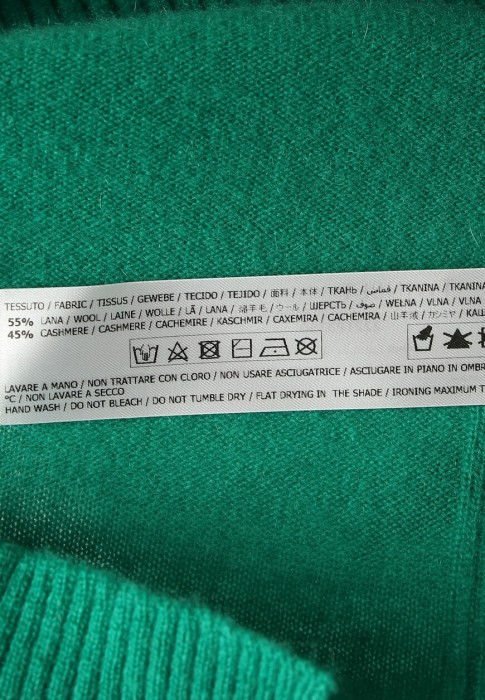 TESSUTO / FABRIC / TISSUS / GEWEBE / TECIDO / TEJIDO / 面料 / 本体 / ТКАНЬ / قماش / TKANINA / TKANINA
55% LANA / WOOL / LAINE / WOLLE / LÃ / LANA / 绵羊毛 / ウール / ШЕРСТЬ / صوف / WEŁNA / VLNA / VLNA
45% CASHMERE / CASHMERE / CACHEMIRE / KASCHMIR / CAXEMIRA / CACHEMIRA / 山羊绒 / カシミヤ / КАШ
LAVARE A MANO / NON TRATTARE CON CLORO / NON USARE ASCIUGATRICE / ASCIUGARE IN PIANO IN OMBR
°C / NON LAVARE A SECCO
HAND WASH / DO NOT BLEACH / DO NOT TUMBLE DRY / FLAT DRYING IN THE SHADE / IRONING MAXIMUM T